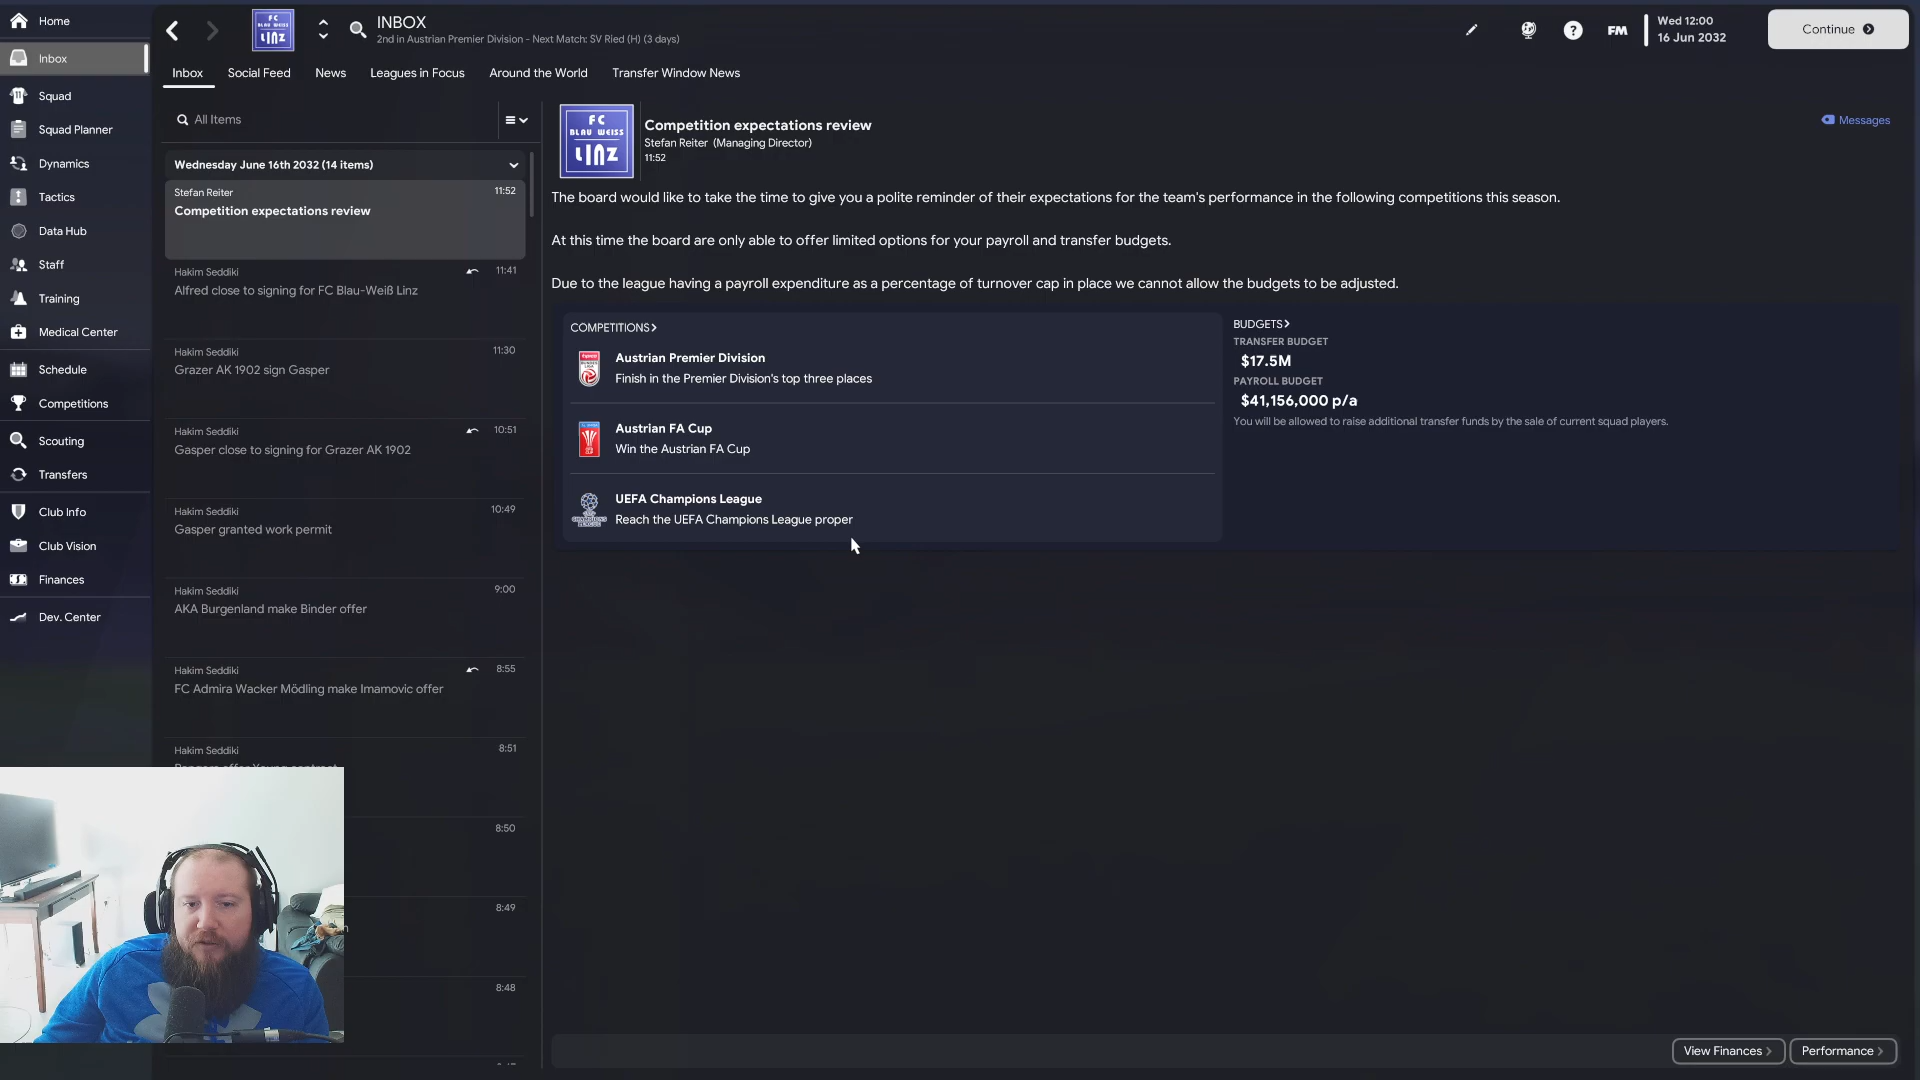 Home
Inbox
Squad
Squad Planner
Dynamics
Tactics
Data Hub
Staff
Training
Medical Center
Schedule
Competitions
Scouting
Transfers
Club Info
Club Vision
Finances
Dev. Center
FC
BLAU WEISS
LINZ
INBOX
2nd in Austrian Premier Division - Next Match: SV Ried (H) (3 days)
FM
Wed 12:00
16 Jun 2032
Continue
Inbox Social Feed News Leagues in Focus Around the World Transfer Window News
All Items
Wednesday June 16th 2032 (14 items)
Stefan Reiter 11:52
Competition expectations review
Hakim Seddiki 11:41
Alfred close to signing for FC Blau-Weiß Linz
Hakim Seddiki 11:30
Grazer AK 1902 sign Gasper
Hakim Seddiki 10:51
Gasper close to signing for Grazer AK 1902
Hakim Seddiki 10:49
Gasper granted work permit
Hakim Seddiki 9:00
AKA Burgenland make Binder offer
Hakim Seddiki 8:55
FC Admira Wacker Mödling make Imamovic offer
Hakim Seddiki 8:51
8:50
8:49
8:48
FC
BLAU WEISS
LINZ
Competition expectations review
Stefan Reiter (Managing Director)
11:52
Messages
The board would like to take the time to give you a polite reminder of their expectations for the team's performance in the following competitions this season.
At this time the board are only able to offer limited options for your payroll and transfer budgets.
Due to the league having a payroll expenditure as a percentage of turnover cap in place we cannot allow the budgets to be adjusted.
COMPETITIONS
Austrian Premier Division
Finish in the Premier Division's top three places
Austrian FA Cup
Win the Austrian FA Cup
UEFA Champions League
Reach the UEFA Champions League proper
BUDGETS
TRANSFER BUDGET
$17.5M
PAYROLL BUDGET
$41,156,000 p/a
You will be allowed to raise additional transfer funds by the sale of current squad players.
View Finances
Performance